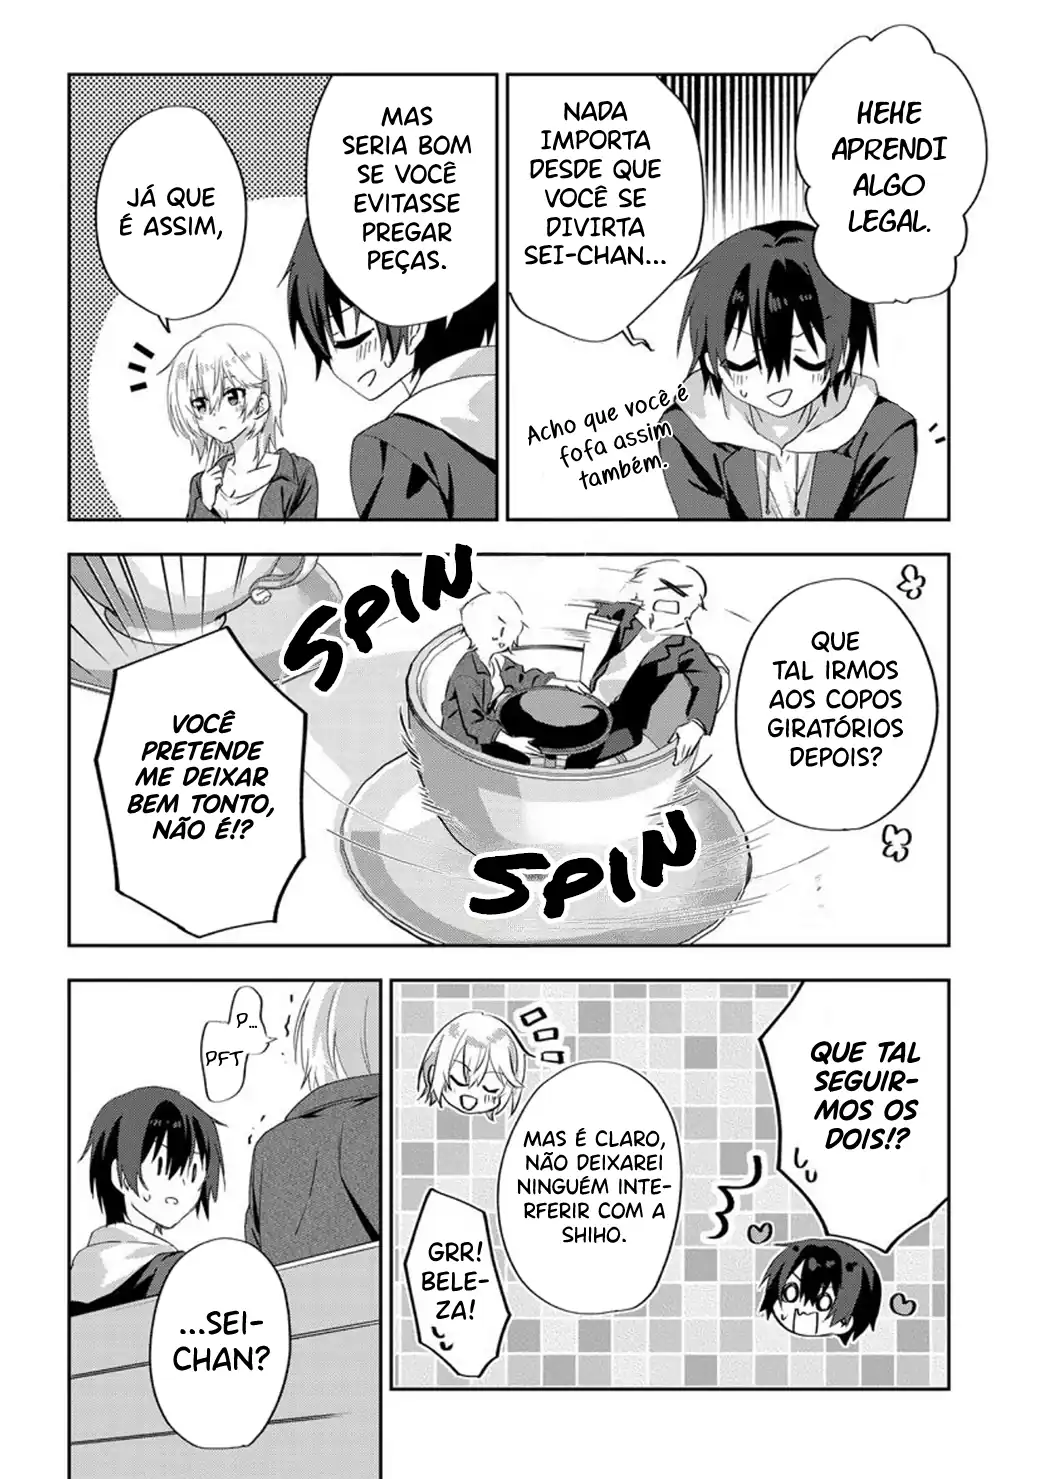 HEHE
APRENDI
ALGO
LEGAL.
NADA
IMPORTA
DESDE QUE
VOCÊ SE
DIVIRTA
SEI-CHAN...
Acho que você é
fofa assim
também.
MAS
SERIA BOM
SE VOCÊ
EVITASSE
PREGAR
PEÇAS.
JÁ QUE
É ASSIM,
QUE
TAL IRMOS
AOS COPOS
GIRATÓRIOS
DEPOIS?
SPIN
SPIN
VOCÊ
PRETENDE
ME DEIXAR
BEM TONTO,
NÃO É!?
QUE TAL
SEGUIR-
MOS OS
DOIS!?
MAS É CLARO,
NÃO DEIXAREI
NINGUÉM INTE-
RFERIR COM A
SHIHO.
GRR!
BELE-
ZA!
P...
PFT
...SEI-
CHAN?